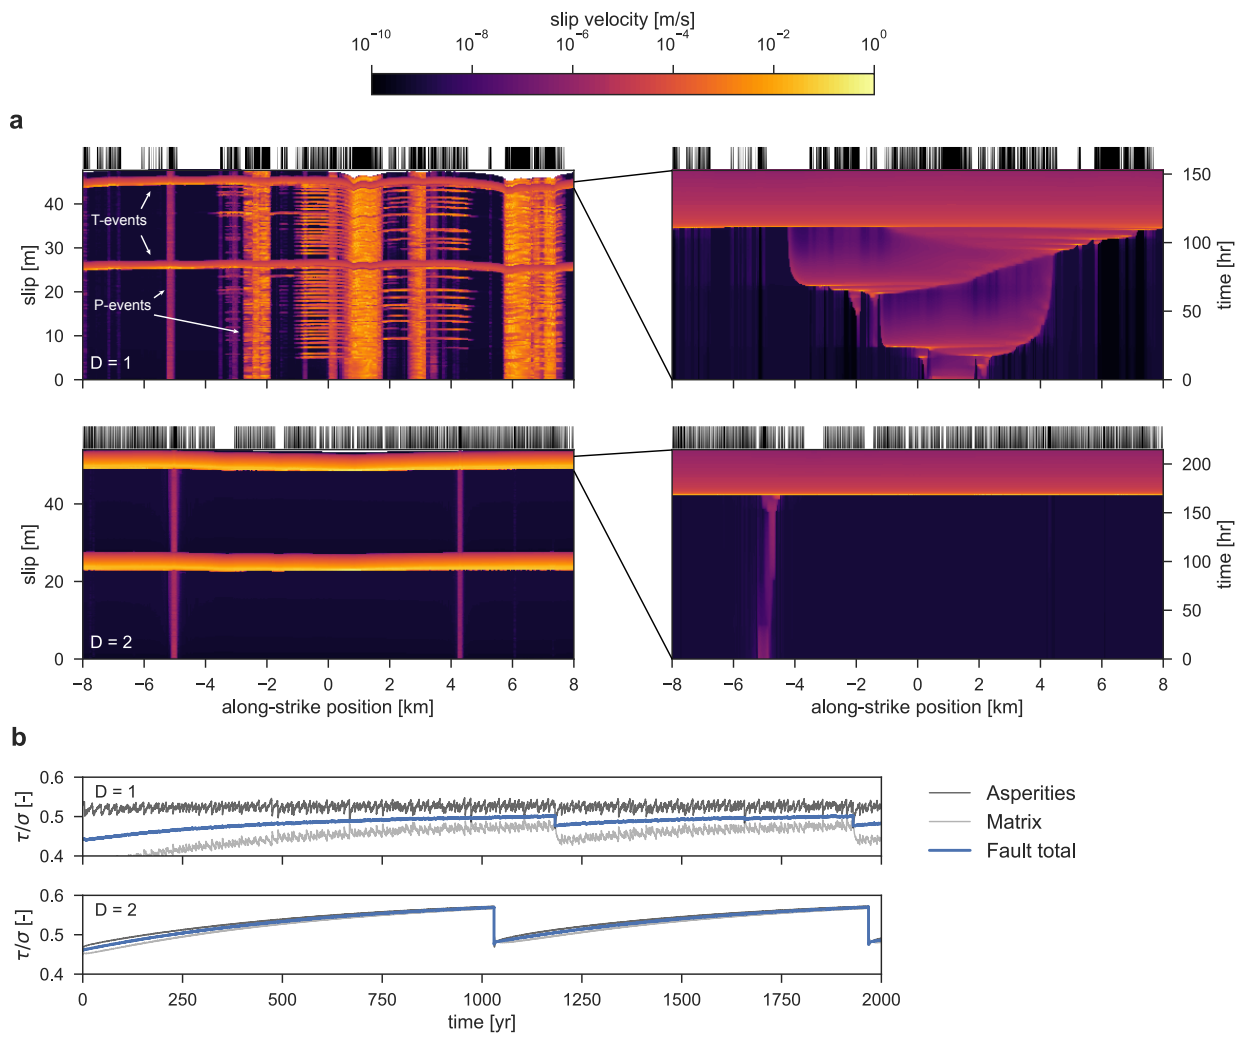 slip velocity [m/s]
10⁻¹⁰ 10⁻⁸ 10⁻⁶ 10⁻⁴ 10⁻² 10⁰
a
slip [m]
40
30
20
10
0
T-events
P-events
D = 1
time [hr]
150
100
50
0
slip [m]
40
20
0
D = 2
−8 −6 −4 −2 0 2 4 6 8
along-strike position [km]
time [hr]
200
150
100
50
0
−8 −6 −4 −2 0 2 4 6 8
along-strike position [km]
b
τ/σ [-]
0.6
0.5
0.4
D = 1
Asperities
Matrix
Fault total
τ/σ [-]
0.6
0.5
0.4
D = 2
0 250 500 750 1000 1250 1500 1750 2000
time [yr]